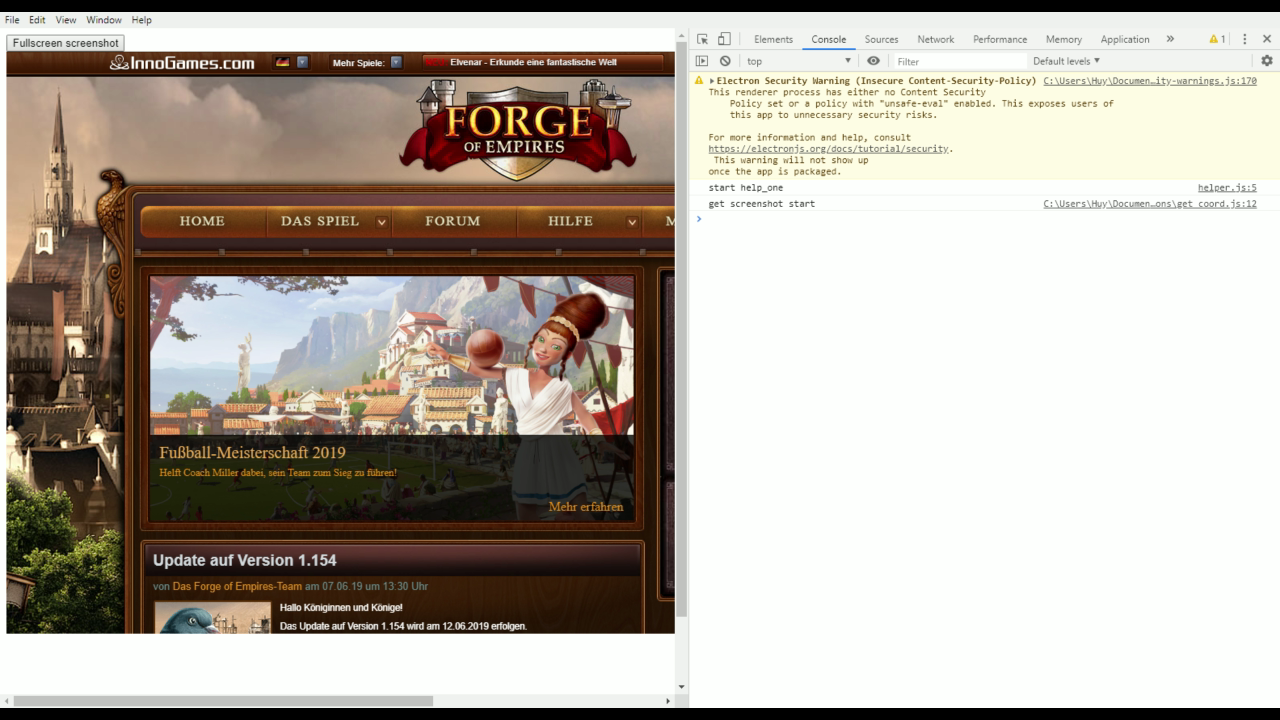 File Edit View Window Help
Fullscreen screenshot
InnoGames.com
Mehr Spiele:
Elvenar - Erkunde eine fantastische Welt
FORGE
OF EMPIRES
HOME DAS SPIEL FORUM HILFE M
Fußball-Meisterschaft 2019
Helft Coach Miller dabei, sein Team zum Sieg zu führen!
Mehr erfahren
Update auf Version 1.154
von Das Forge of Empires-Team am 07.06.19 um 13:30 Uhr
Hallo Königinnen und Könige!
Das Update auf Version 1.154 wird am 12.06.2019 erfolgen.
Elements Console Sources Network Performance Memory Application » 1
top Filter Default levels
Electron Security Warning (Insecure Content-Security-Policy) C:\Users\Huy\Documen…ity-warnings.js:170
This renderer process has either no Content Security
Policy set or a policy with "unsafe-eval" enabled. This exposes users of
this app to unnecessary security risks.
For more information and help, consult
https://electronjs.org/docs/tutorial/security.
This warning will not show up
once the app is packaged.
start help_one helper.js:5
get screenshot start C:\Users\Huy\Documen…ons\get_coord.js:12